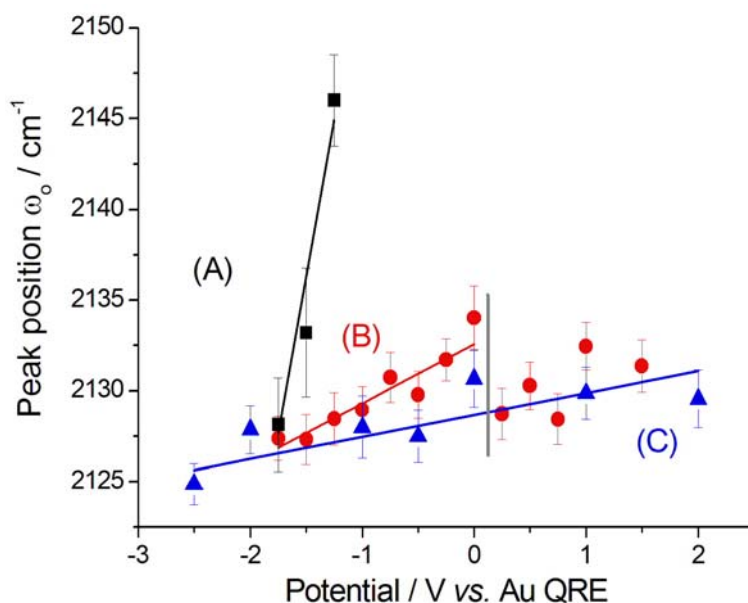 2150
2145
2140
2135
2130
2125
Peak position ω₀ / cm⁻¹
(A)
(B)
(C)
-3 -2 -1 0 1 2
Potential / V vs. Au QRE